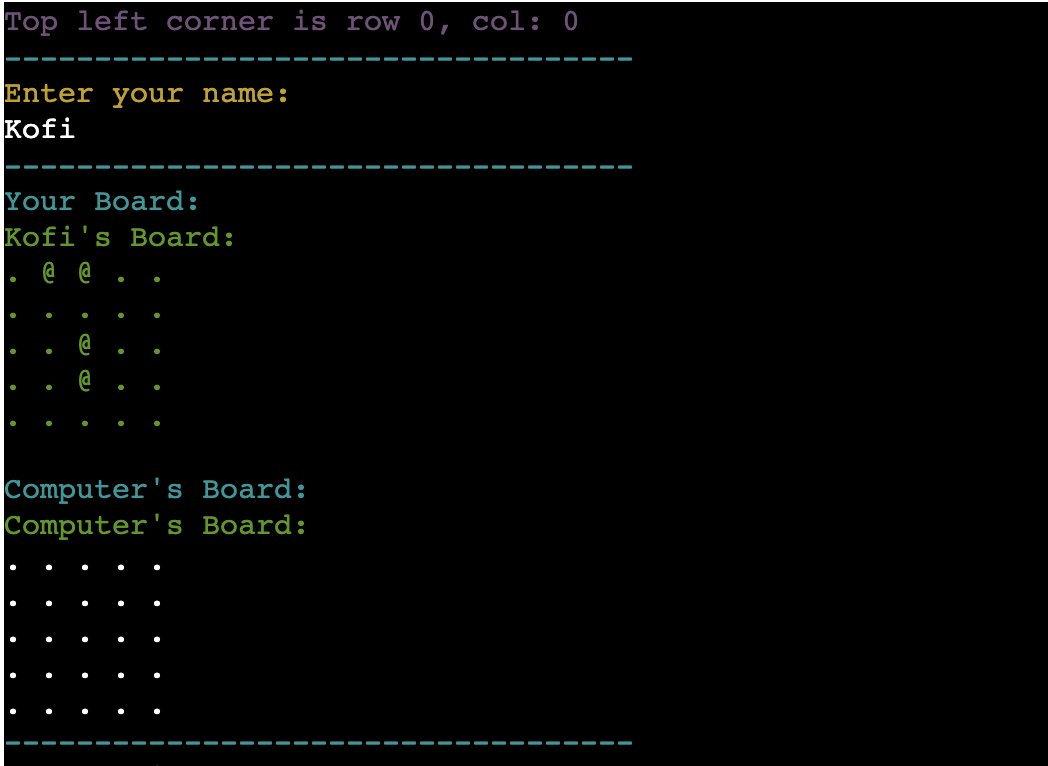 Top left corner is row 0, col: 0
-----------------------------------
Enter your name:
Kofi
-----------------------------------
Your Board:
Kofi's Board:
. @ @ . .
. . . . .
. . @ . .
. . @ . .
. . . . .
Computer's Board:
Computer's Board:
. . . . .
. . . . .
. . . . .
. . . . .
. . . . .
-----------------------------------